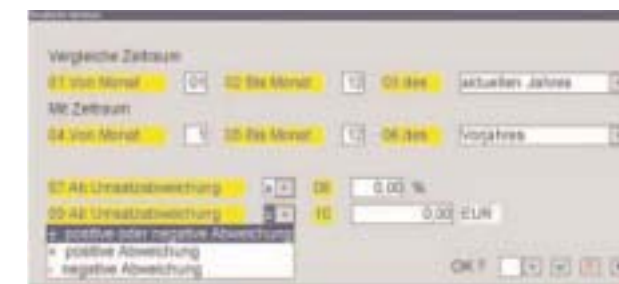 Vergleiche Zeitraum
01 Von Monat 01 02 Bis Monat 12 03 des aktuellen Jahres
Mit Zeitraum
04 Von Monat 1 05 Bis Monat 12 06 des Vorjahres
07 Ab Umsatzabweichung 08 0,00 %
09 Ab Umsatzabweichung 10 0,00 EUR
positive oder negative Abweichung
+ positive Abweichung
- negative Abweichung
OK ?